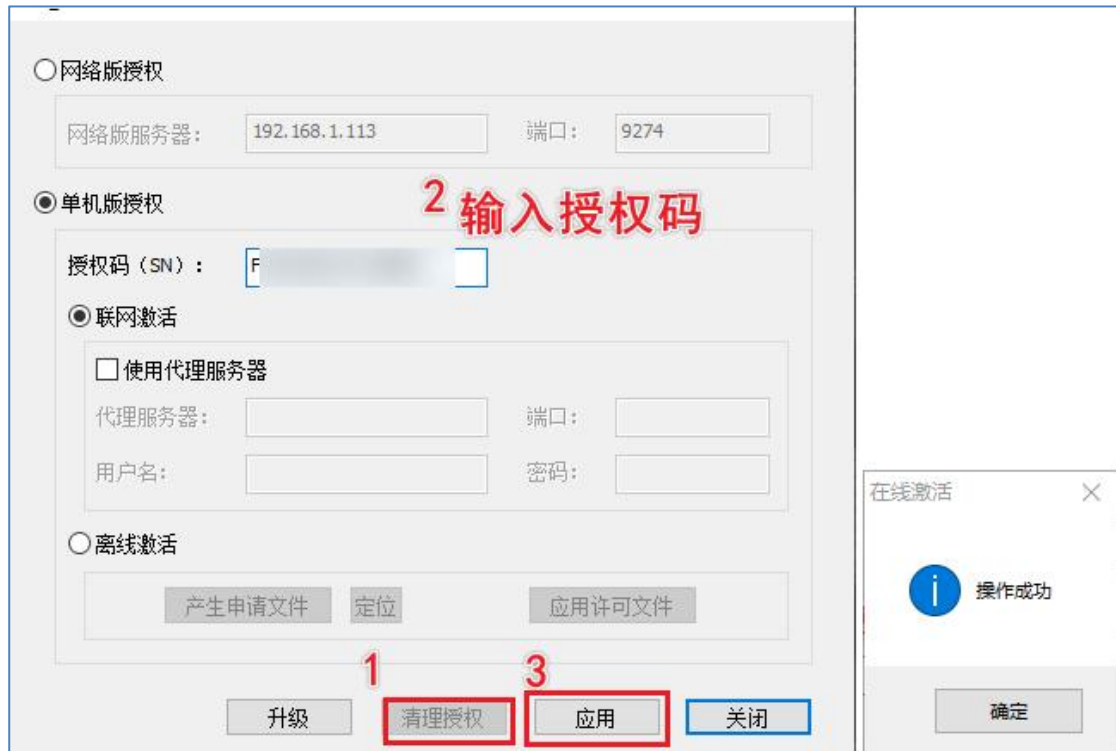 网络版授权
网络版服务器： 192.168.1.113 端口： 9274
单机版授权
2 输入授权码
授权码（SN）： F
联网激活
使用代理服务器
代理服务器： 端口：
用户名： 密码：
离线激活
产生申请文件 定位 应用许可文件
1 3
升级 清理授权 应用 关闭
在线激活
操作成功
确定